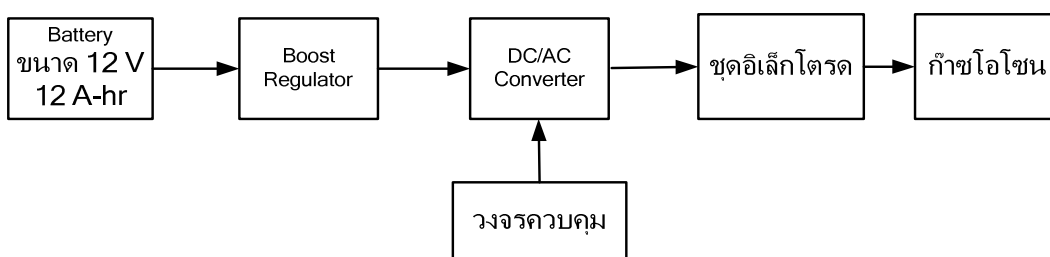 Battery
ขนาด 12 V
12 A-hr
Boost
Regulator
DC/AC
Converter
ชุดอิเล็กโตรด
ก๊าซโอโซน
วงจรควบคุม